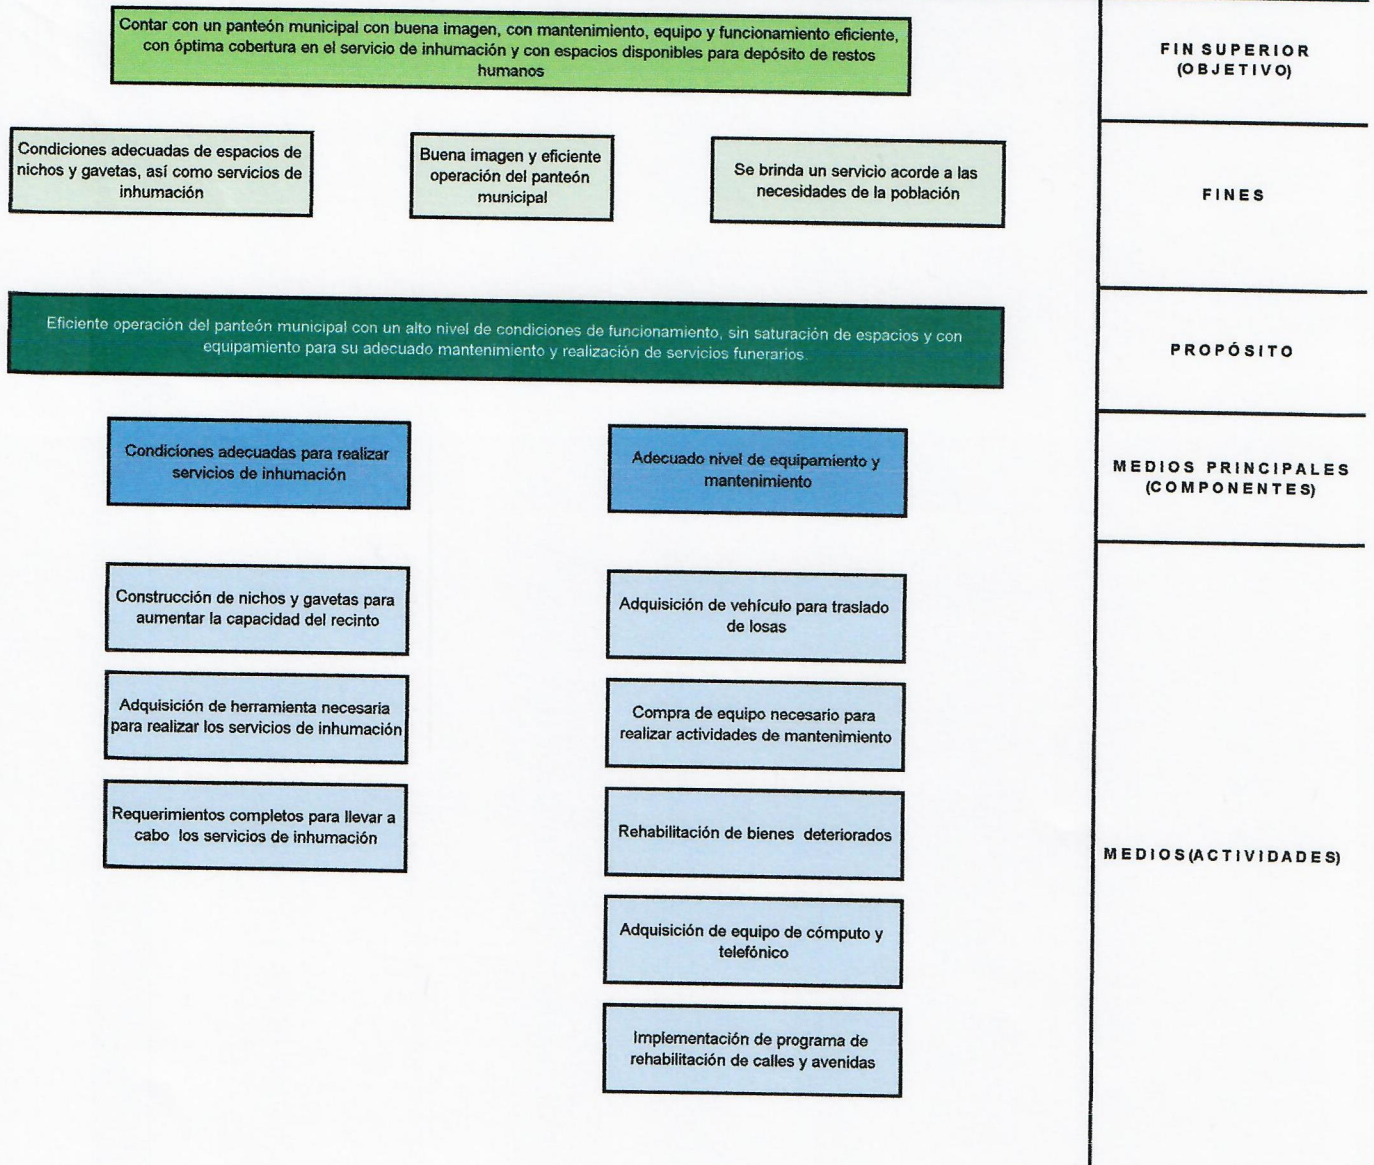 Contar con un panteón municipal con buena imagen, con mantenimiento, equipo y funcionamiento eficiente,
con óptima cobertura en el servicio de inhumación y con espacios disponibles para depósito de restos
humanos
FIN SUPERIOR
(OBJETIVO)
Condiciones adecuadas de espacios de
nichos y gavetas, así como servicios de
inhumación
Buena imagen y eficiente
operación del panteón
municipal
Se brinda un servicio acorde a las
necesidades de la población
FINES
Eficiente operación del panteón municipal con un alto nivel de condiciones de funcionamiento, sin saturación de espacios y con
equipamiento para su adecuado mantenimiento y realización de servicios funerarios.
PROPÓSITO
Condiciones adecuadas para realizar
servicios de inhumación
Adecuado nivel de equipamiento y
mantenimiento
MEDIOS PRINCIPALES
(COMPONENTES)
Construcción de nichos y gavetas para
aumentar la capacidad del recinto
Adquisición de herramienta necesaria
para realizar los servicios de inhumación
Requerimientos completos para llevar a
cabo los servicios de inhumación
Adquisición de vehículo para traslado
de losas
Compra de equipo necesario para
realizar actividades de mantenimiento
Rehabilitación de bienes deteriorados
Adquisición de equipo de cómputo y
telefónico
Implementación de programa de
rehabilitación de calles y avenidas
MEDIOS(ACTIVIDADES)